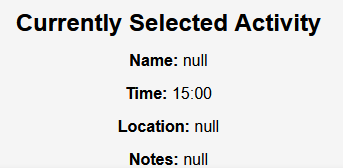 Currently Selected Activity
Name: null
Time: 15:00
Location: null
Notes: null